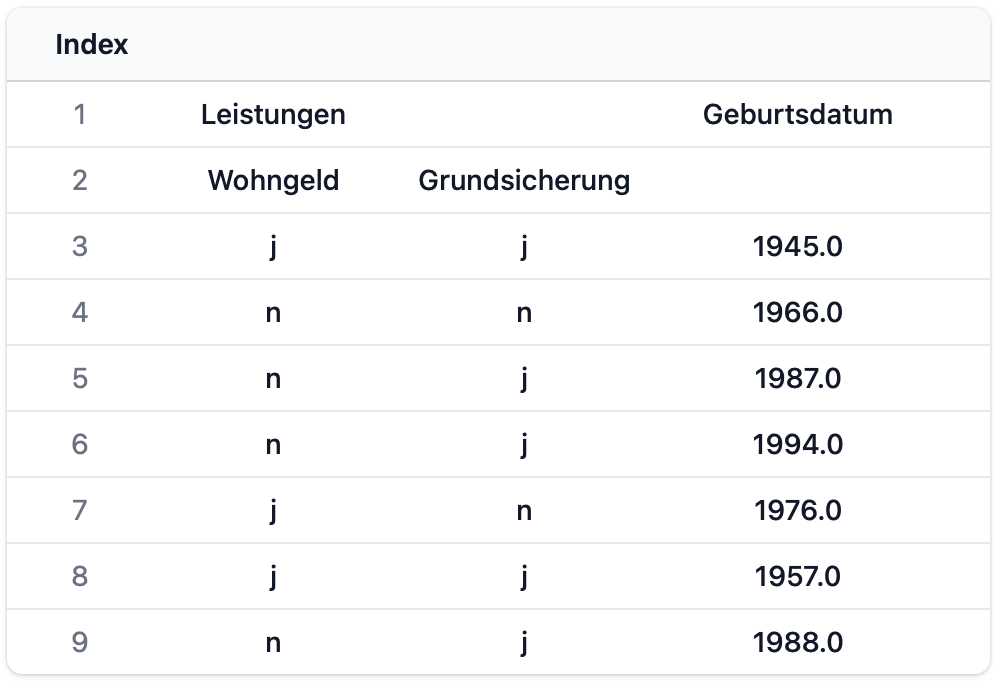 Index
1 Leistungen Geburtsdatum
2 Wohngeld Grundsicherung
3 j j 1945.0
4 n n 1966.0
5 n j 1987.0
6 n j 1994.0
7 j n 1976.0
8 j j 1957.0
9 n j 1988.0